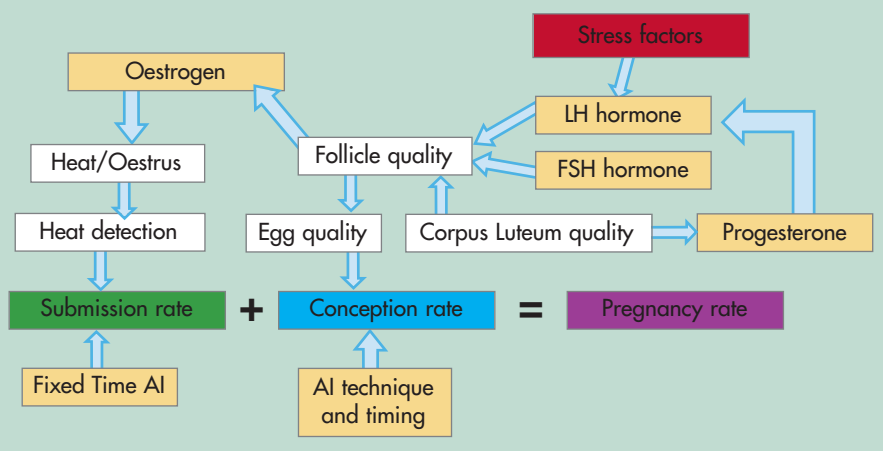 Stress factors
Oestrogen
LH hormone
Heat/Oestrus
Follicle quality
FSH hormone
Heat detection
Egg quality
Corpus Luteum quality
Progesterone
Submission rate
+
Conception rate
=
Pregnancy rate
Fixed Time AI
AI technique
and timing